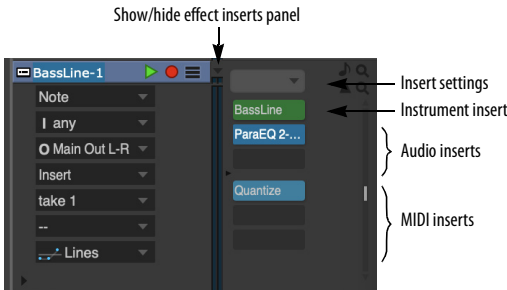 Show/hide effect inserts panel
BassLine-1
Note
I any
O Main Out L-R
Insert
take 1
--
Lines
BassLine
ParaEQ 2-...
Quantize
Insert settings
Instrument insert
Audio inserts
MIDI inserts